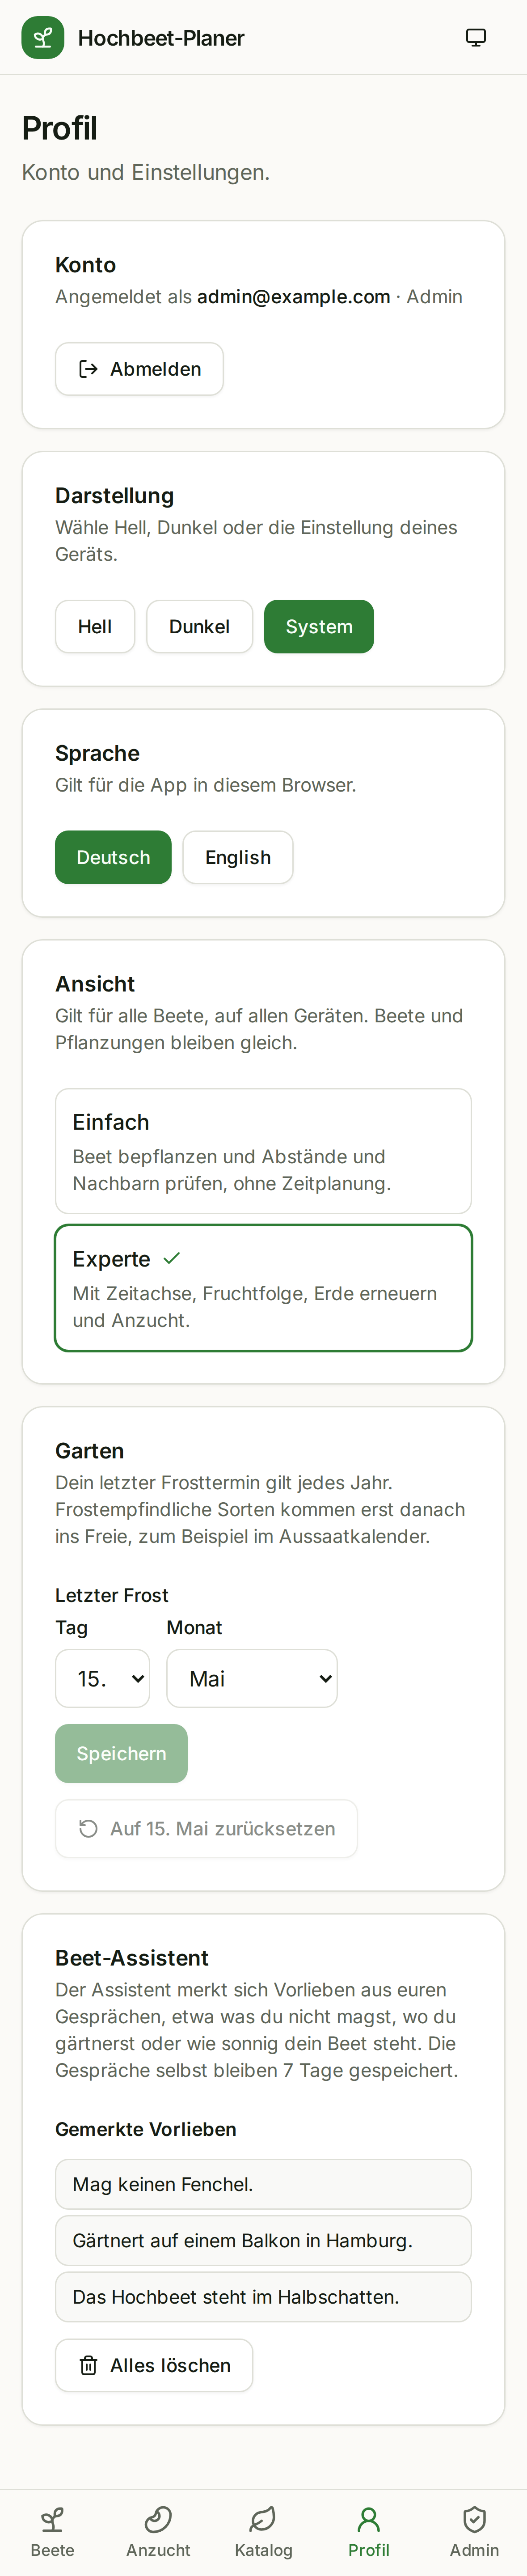 Hochbeet-Planer
Profil
Konto und Einstellungen.
Konto
Angemeldet als admin@example.com · Admin
Abmelden
Darstellung
Wähle Hell, Dunkel oder die Einstellung deines
Geräts.
Hell Dunkel System
Sprache
Gilt für die App in diesem Browser.
Deutsch English
Ansicht
Gilt für alle Beete, auf allen Geräten. Beete und
Pflanzungen bleiben gleich.
Einfach
Beet bepflanzen und Abstände und
Nachbarn prüfen, ohne Zeitplanung.
Experte
Mit Zeitachse, Fruchtfolge, Erde erneuern
und Anzucht.
Garten
Dein letzter Frosttermin gilt jedes Jahr.
Frostempfindliche Sorten kommen erst danach
ins Freie, zum Beispiel im Aussaatkalender.
Letzter Frost
Tag Monat
15. Mai
Speichern
Auf 15. Mai zurücksetzen
Beet-Assistent
Der Assistent merkt sich Vorlieben aus euren
Gesprächen, etwa was du nicht magst, wo du
gärtnerst oder wie sonnig dein Beet steht. Die
Gespräche selbst bleiben 7 Tage gespeichert.
Gemerkte Vorlieben
Mag keinen Fenchel.
Gärtnert auf einem Balkon in Hamburg.
Das Hochbeet steht im Halbschatten.
Alles löschen
Beete Anzucht Katalog Profil Admin